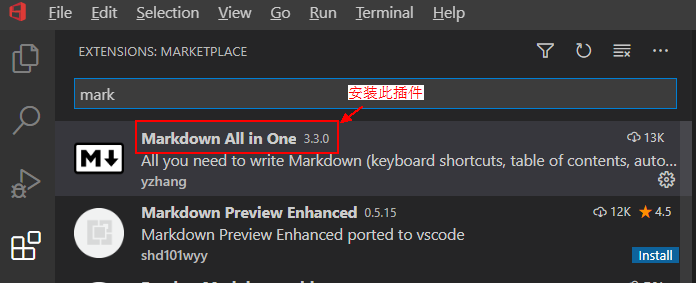 File Edit Selection View Go Run Terminal Help
EXTENSIONS: MARKETPLACE
mark
安装此插件
Markdown All in One 3.3.0 13K
All you need to write Markdown (keyboard shortcuts, table of contents, auto...
yzhang
Markdown Preview Enhanced 0.5.15 12K 4.5
Markdown Preview Enhanced ported to vscode
shd101wyy Install